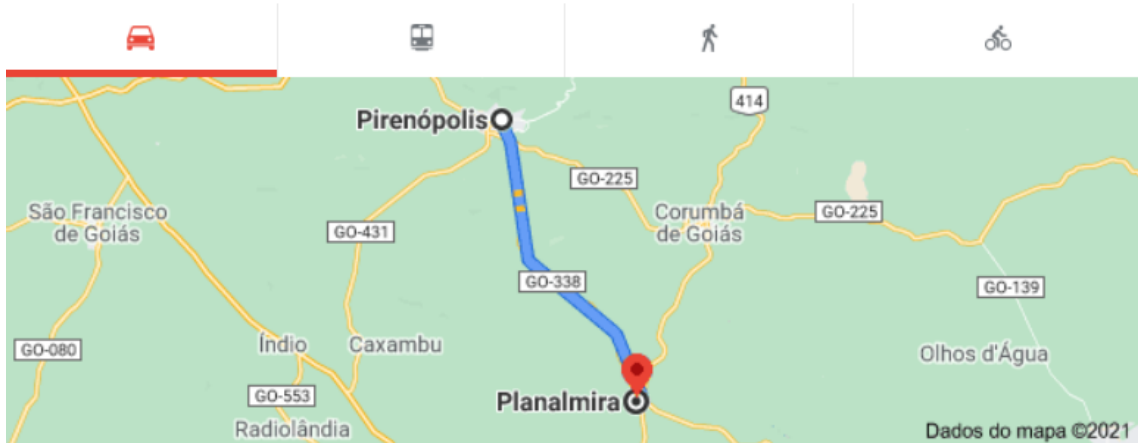 414
Pirenópolis
GO-225
São Francisco
de Goiás
Corumbá
de Goiás
GO-225
GO-431
GO-338
GO-139
GO-080
Índio
Caxambu
Olhos d'Água
GO-553
Planalmira
Radiolândia
Dados do mapa ©2021